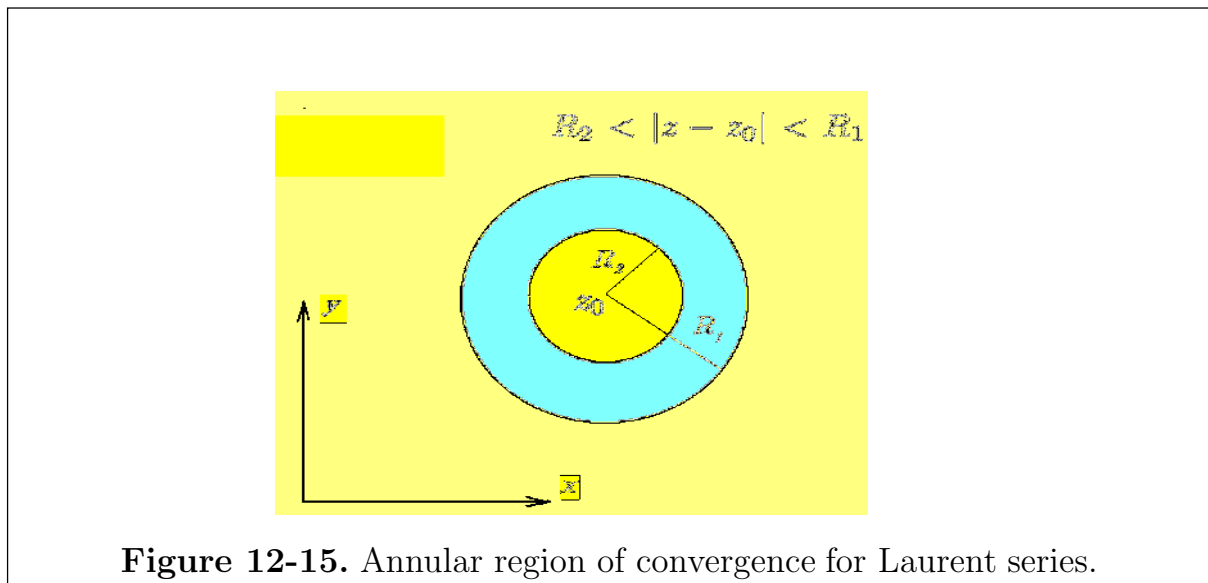 R₂ < |z − z₀| < R₁
R₂
z₀
R₁
y
x
Figure 12-15. Annular region of convergence for Laurent series.